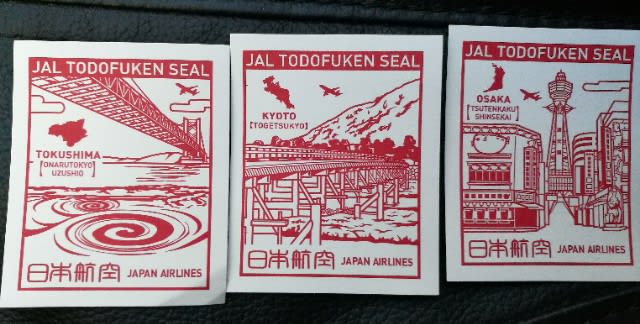 JAL TODOFUKEN SEAL
TOKUSHIMA
[ONARUTOKYO
UZUSHIO]
日本航空 JAPAN AIRLINES
JAL TODOFUKEN SEAL
KYOTO
[TOGETSUKYO]
日本航空 JAPAN AIRLINES
JAL TODOFUKEN SEAL
OSAKA
[TSUTENKAKU
SHINSEKAI]
日本航空 JAPAN AIRLINES